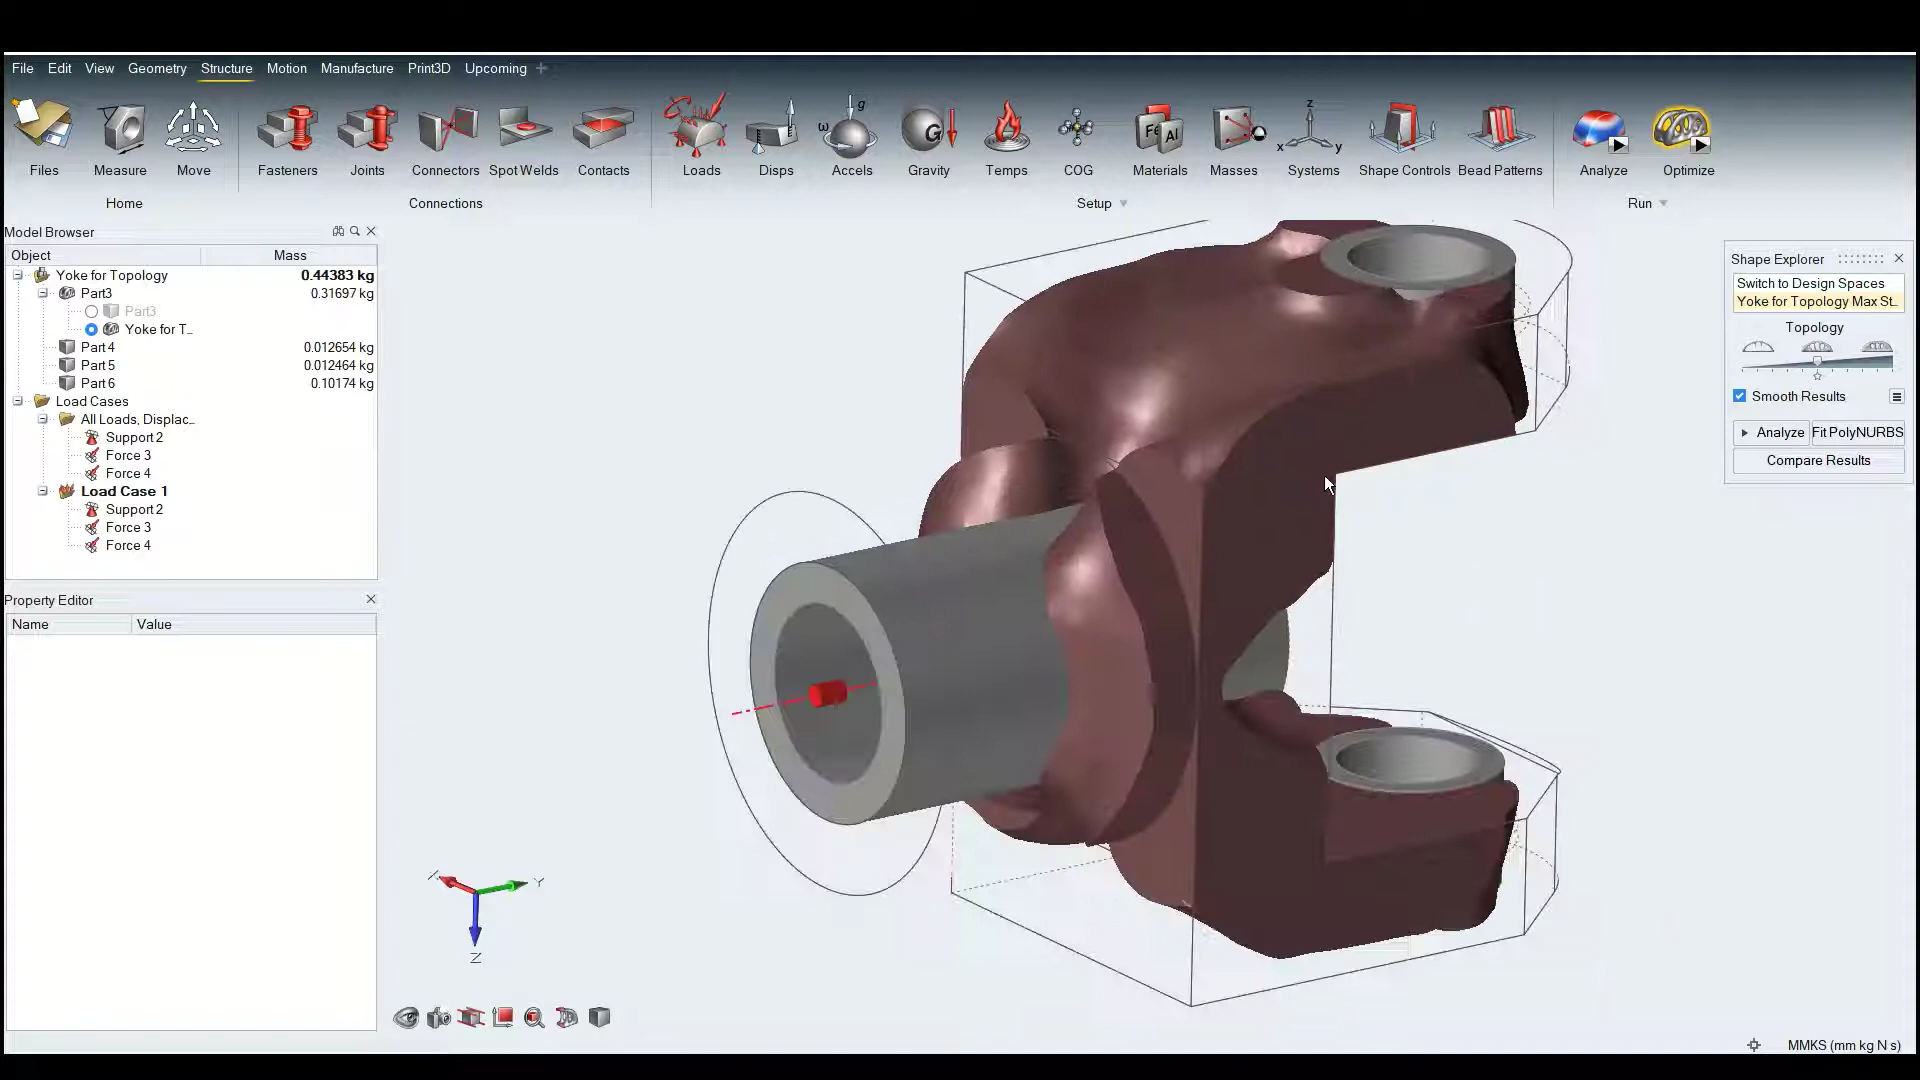 File Edit View Geometry Structure Motion Manufacture Print3D Upcoming +
g
ω
G
Fe Al
z
x y
Files Measure Move Fasteners Joints Connectors Spot Welds Contacts Loads Disps Accels Gravity Temps COG Materials Masses Systems Shape Controls Bead Patterns Analyze Optimize
Home Connections Setup Run
Model Browser
Object Mass
Yoke for Topology 0.44383 kg
Part3 0.31697 kg
Part3
Yoke for T...
Part 4 0.012654 kg
Part 5 0.012464 kg
Part 6 0.10174 kg
Load Cases
All Loads, Displac...
Support 2
Force 3
Force 4
Load Case 1
Support 2
Force 3
Force 4
Property Editor
Name Value
X Y
Z
Shape Explorer
Switch to Design Spaces
Yoke for Topology Max St...
Topology
Smooth Results
Analyze Fit PolyNURBS
Compare Results
MMKS (mm kg N s)